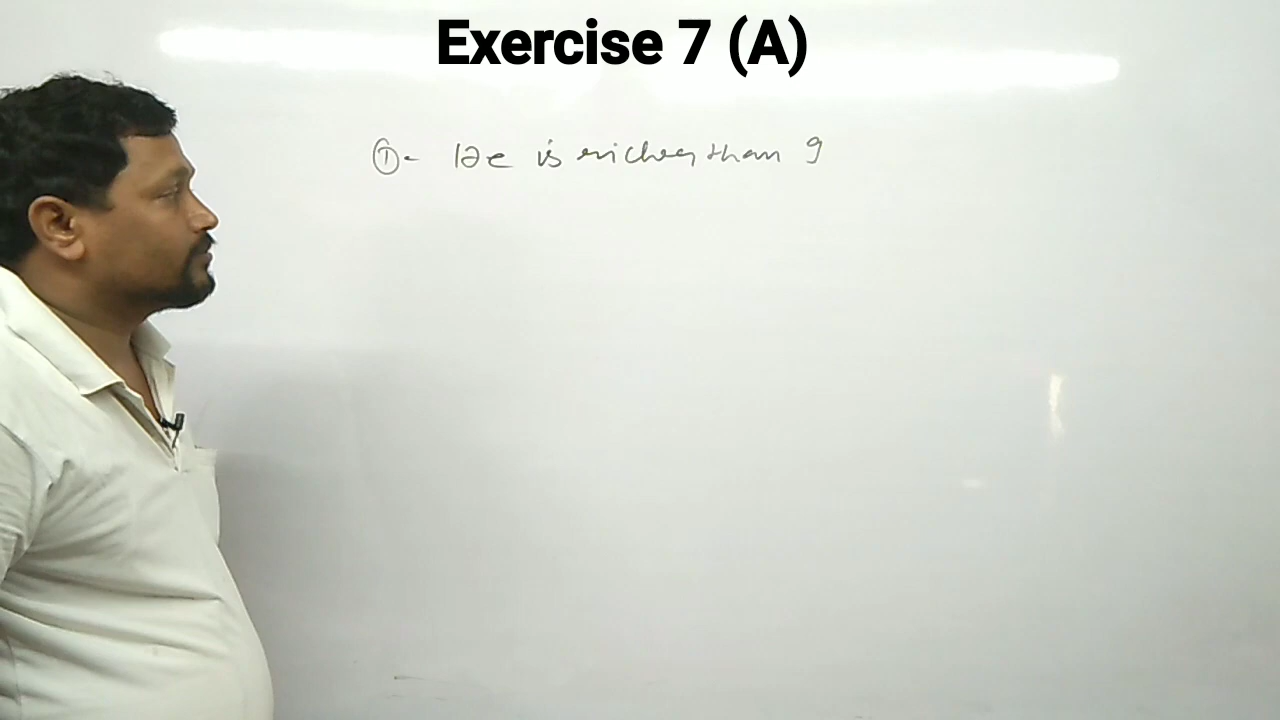 Exercise 7 (A)
①- He is richer than I